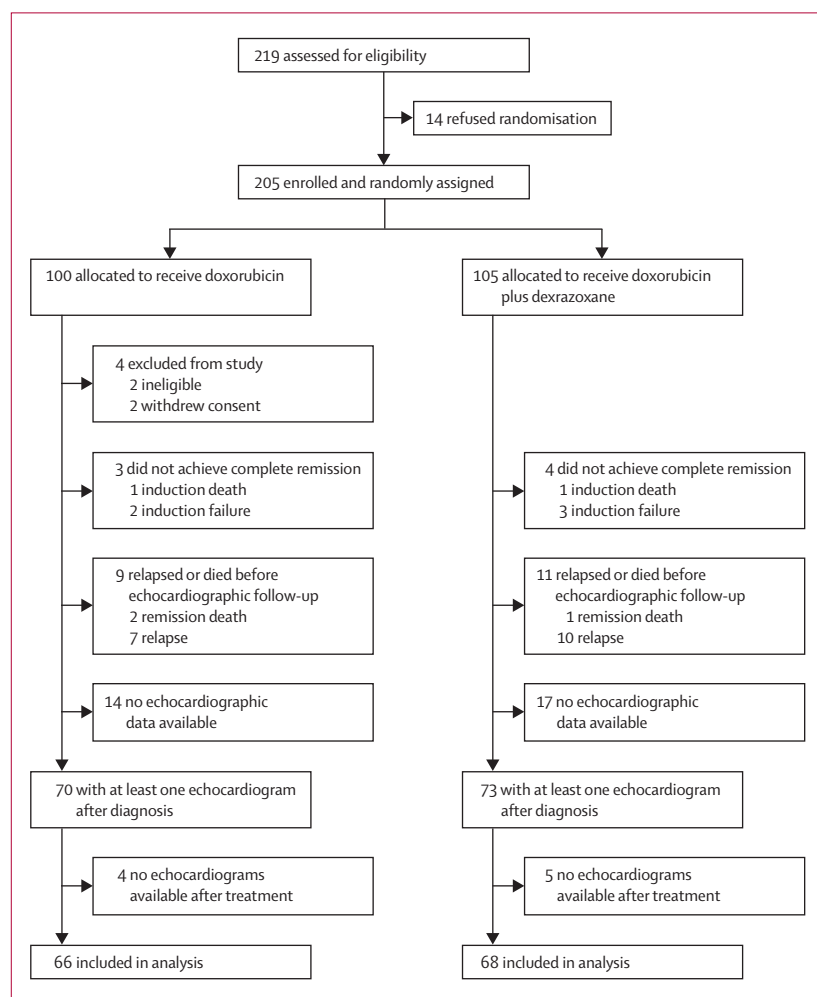 219 assessed for eligibility
14 refused randomisation
205 enrolled and randomly assigned
100 allocated to receive doxorubicin
105 allocated to receive doxorubicin
plus dexrazoxane
4 excluded from study
2 ineligible
2 withdrew consent
3 did not achieve complete remission
1 induction death
2 induction failure
4 did not achieve complete remission
1 induction death
3 induction failure
9 relapsed or died before
echocardiographic follow-up
2 remission death
7 relapse
11 relapsed or died before
echocardiographic follow-up
1 remission death
10 relapse
14 no echocardiographic
data available
17 no echocardiographic
data available
70 with at least one echocardiogram
after diagnosis
73 with at least one echocardiogram
after diagnosis
4 no echocardiograms
available after treatment
5 no echocardiograms
available after treatment
66 included in analysis
68 included in analysis